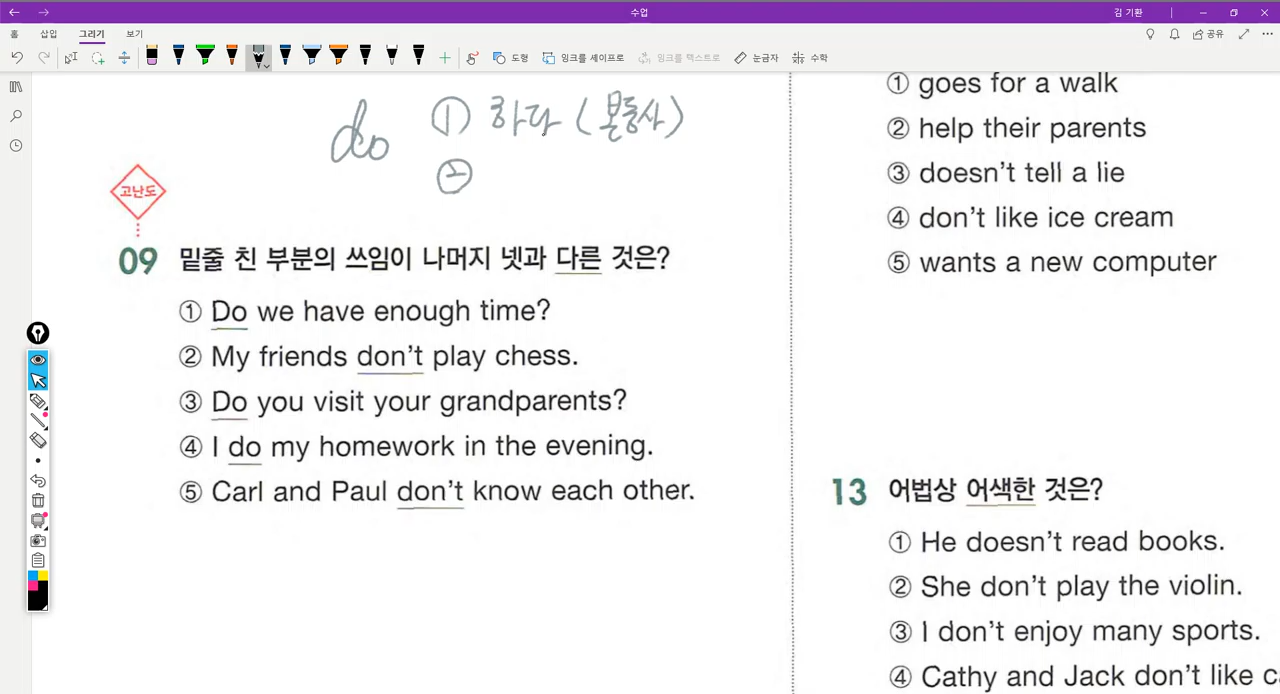 수업
김 기환
홈 삽입 그리기 보기
공유
도형
잉크를 셰이프로
잉크를 텍스트로
눈금자
수학
do ① 하다 (본동사)
②
고난도
09 밑줄 친 부분의 쓰임이 나머지 넷과 다른 것은?
① Do we have enough time?
② My friends don't play chess.
③ Do you visit your grandparents?
④ I do my homework in the evening.
⑤ Carl and Paul don't know each other.
① goes for a walk
② help their parents
③ doesn't tell a lie
④ don't like ice cream
⑤ wants a new computer
13 어법상 어색한 것은?
① He doesn't read books.
② She don't play the violin.
③ I don't enjoy many sports.
④ Cathy and Jack don't like